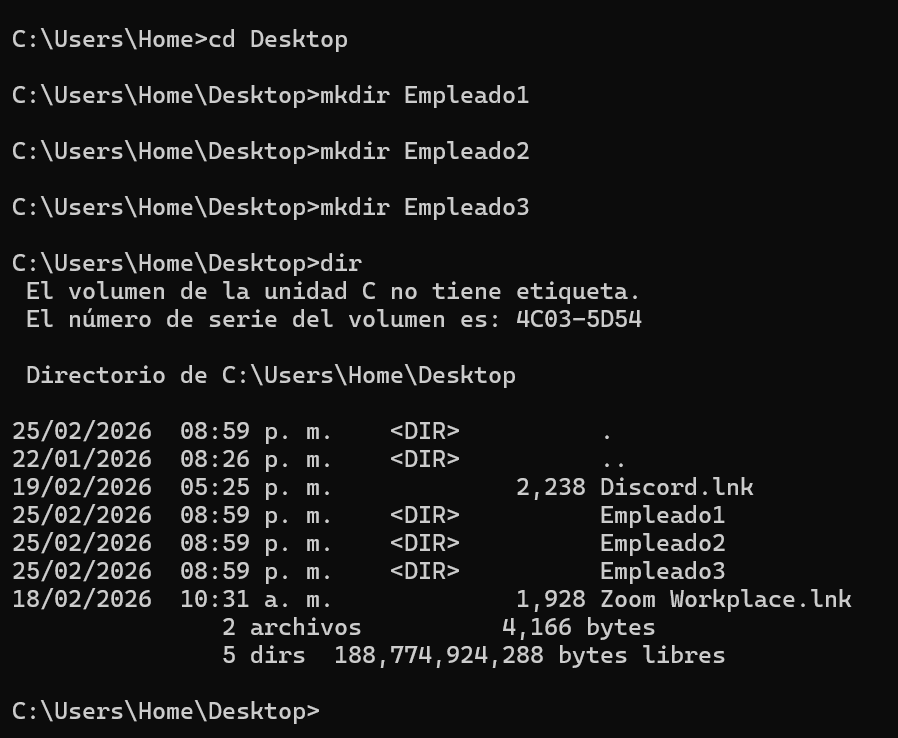 C:\Users\Home>cd Desktop
C:\Users\Home\Desktop>mkdir Empleado1
C:\Users\Home\Desktop>mkdir Empleado2
C:\Users\Home\Desktop>mkdir Empleado3
C:\Users\Home\Desktop>dir
 El volumen de la unidad C no tiene etiqueta.
 El número de serie del volumen es: 4C03-5D54
 Directorio de C:\Users\Home\Desktop
25/02/2026  08:59 p. m.    <DIR>          .
22/01/2026  08:26 p. m.    <DIR>          ..
19/02/2026  05:25 p. m.             2,238 Discord.lnk
25/02/2026  08:59 p. m.    <DIR>          Empleado1
25/02/2026  08:59 p. m.    <DIR>          Empleado2
25/02/2026  08:59 p. m.    <DIR>          Empleado3
18/02/2026  10:31 a. m.             1,928 Zoom Workplace.lnk
               2 archivos          4,166 bytes
               5 dirs  188,774,924,288 bytes libres
C:\Users\Home\Desktop>